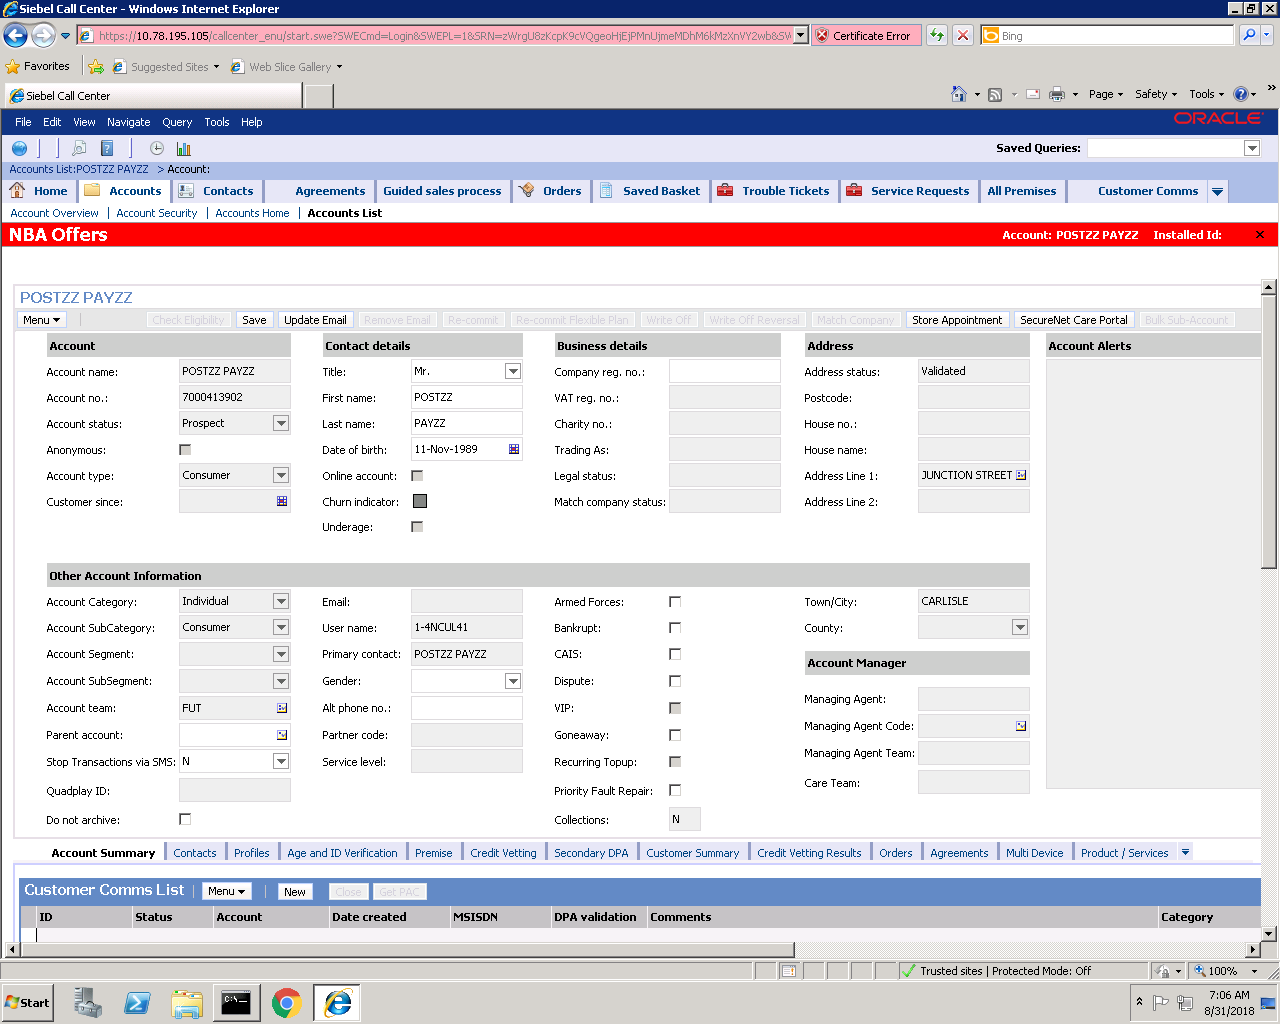 Siebel Call Center - Windows Internet Explorer
https://10.78.195.105/callcenter_enu/start.swe?SWECmd=Login&SWEPL=1&SRN= Certificate Error Bing
Favorites Suggested Sites Web Slice Gallery
Siebel Call Center Page Safety Tools »
File Edit View Navigate Query Tools Help ORACLE
Saved Queries:
Accounts List:POSTZZ PAYZZ > Account:
Home Accounts Contacts Agreements Guided sales process Orders Saved Basket Trouble Tickets Service Requests All Premises Customer Comms
Account Overview | Account Security | Accounts Home | Accounts List
NBA Offers Account: POSTZZ PAYZZ Installed Id: ×
POSTZZ PAYZZ
Menu Check Eligibility Save Update Email Remove Email Re-commit Re-commit Flexible Plan Write Off Write Off Reversal Match Company Store Appointment SecureNet Care Portal Bulk Sub-Account
Account Contact details Business details Address Account Alerts
Account name: POSTZZ PAYZZ Title: Mr. Company reg. no.: Address status: Validated
Account no.: 7000413902 First name: POSTZZ VAT reg. no.: Postcode:
Account status: Prospect Last name: PAYZZ Charity no.: House no.:
Anonymous: Date of birth: 11-Nov-1989 Trading As: House name:
Account type: Consumer Online account: Legal status: Address Line 1: JUNCTION STREET
Customer since: Churn indicator: Match company status: Address Line 2:
Underage:
Other Account Information
Account Category: Individual Email: Armed Forces: Town/City: CARLISLE
Account SubCategory: Consumer User name: 1-4NCUL41 Bankrupt: County:
Account Segment: Primary contact: POSTZZ PAYZZ CAIS: Account Manager
Account SubSegment: Gender: Dispute:
Account team: FUT Alt phone no.: VIP: Managing Agent:
Parent account: Partner code: Goneaway: Managing Agent Code:
Stop Transactions via SMS: N Service level: Recurring Topup: Managing Agent Team:
Quadplay ID: Priority Fault Repair: Care Team:
Do not archive: Collections: N
Account Summary Contacts Profiles Age and ID Verification Premise Credit Vetting Secondary DPA Customer Summary Credit Vetting Results Orders Agreements Multi Device Product / Services
Customer Comms List Menu New Close Get PAC
ID Status Account Date created MSISDN DPA validation Comments Category
Trusted sites | Protected Mode: Off 100%
Start C:\. 7:06 AM
8/31/2018